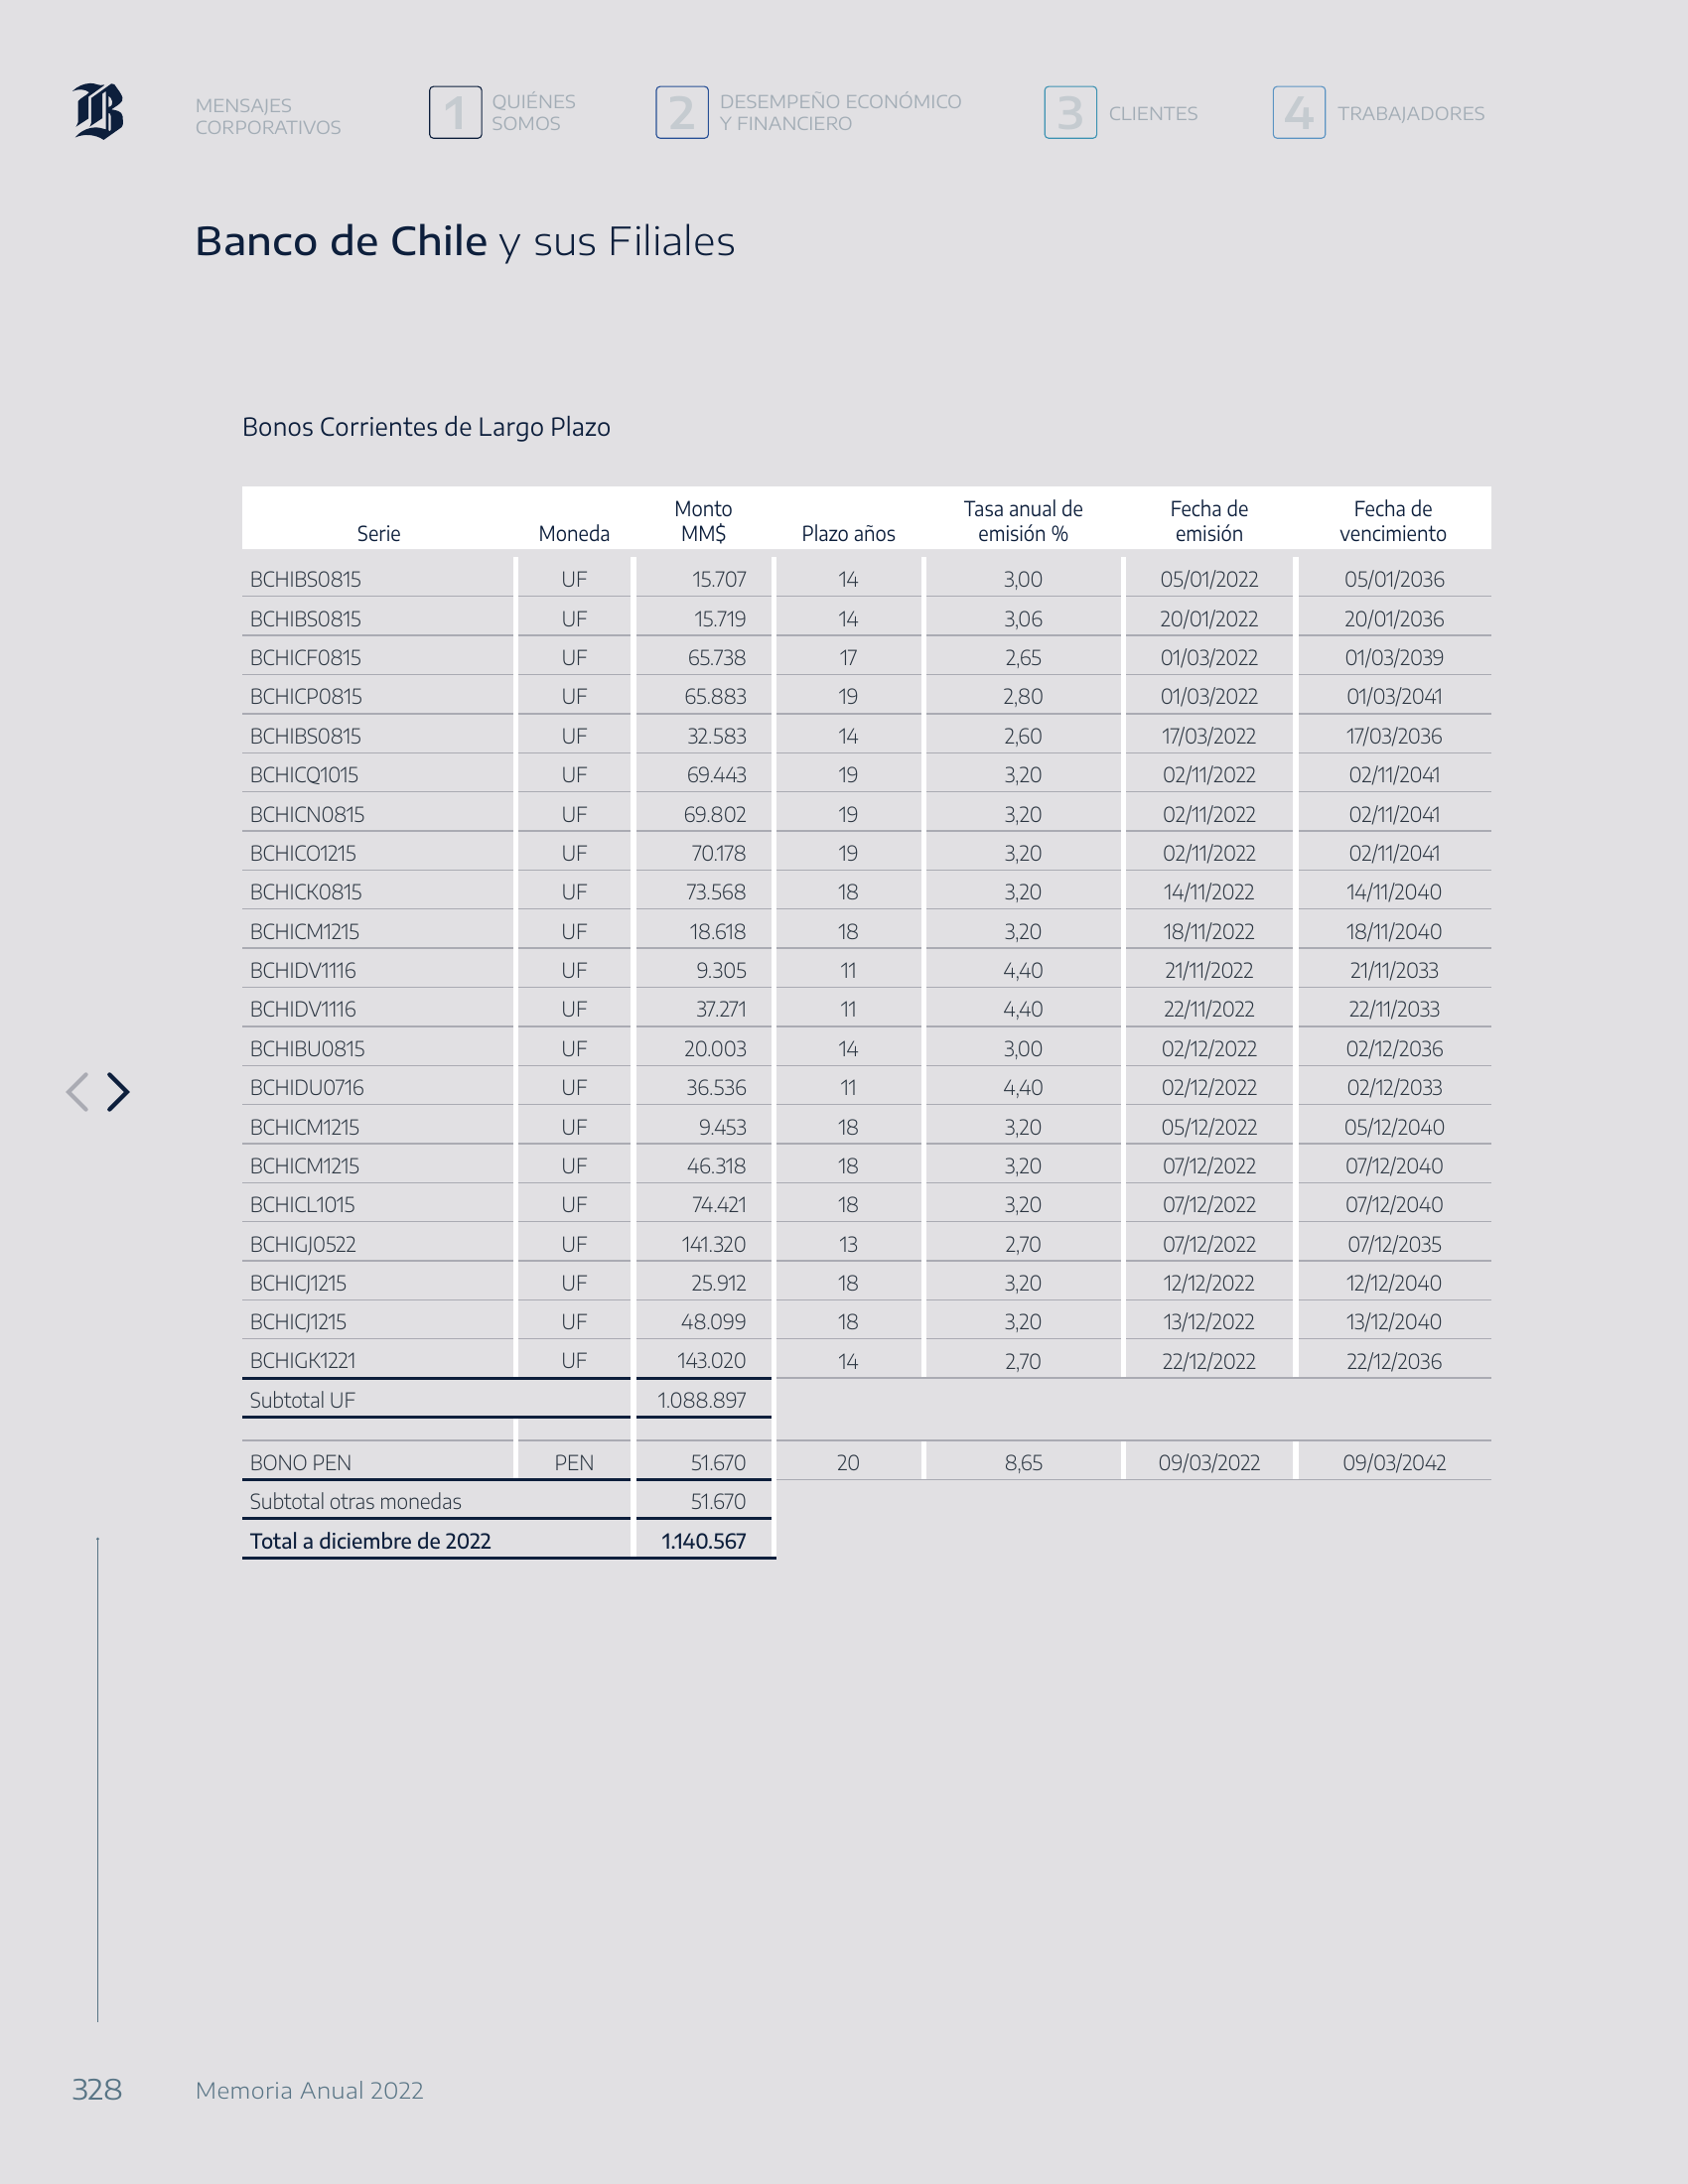 B
MENSAJES
CORPORATIVOS
1 QUIÉNES
SOMOS
2 DESEMPEÑO ECONÓMICO
Y FINANCIERO
3 CLIENTES
4 TRABAJADORES
Banco de Chile y sus Filiales
Bonos Corrientes de Largo Plazo
Serie Moneda Monto MM$ Plazo años Tasa anual de emisión % Fecha de emisión Fecha de vencimiento
BCHIBS0815 UF 15.707 14 3,00 05/01/2022 05/01/2036
BCHIBS0815 UF 15.719 14 3,06 20/01/2022 20/01/2036
BCHICF0815 UF 65.738 17 2,65 01/03/2022 01/03/2039
BCHICP0815 UF 65.883 19 2,80 01/03/2022 01/03/2041
BCHIBS0815 UF 32.583 14 2,60 17/03/2022 17/03/2036
BCHICQ1015 UF 69.443 19 3,20 02/11/2022 02/11/2041
BCHICN0815 UF 69.802 19 3,20 02/11/2022 02/11/2041
BCHICO1215 UF 70.178 19 3,20 02/11/2022 02/11/2041
BCHICK0815 UF 73.568 18 3,20 14/11/2022 14/11/2040
BCHICM1215 UF 18.618 18 3,20 18/11/2022 18/11/2040
BCHIDV1116 UF 9.305 11 4,40 21/11/2022 21/11/2033
BCHIDV1116 UF 37.271 11 4,40 22/11/2022 22/11/2033
BCHIBU0815 UF 20.003 14 3,00 02/12/2022 02/12/2036
BCHIDU0716 UF 36.536 11 4,40 02/12/2022 02/12/2033
BCHICM1215 UF 9.453 18 3,20 05/12/2022 05/12/2040
BCHICM1215 UF 46.318 18 3,20 07/12/2022 07/12/2040
BCHICL1015 UF 74.421 18 3,20 07/12/2022 07/12/2040
BCHIGJ0522 UF 141.320 13 2,70 07/12/2022 07/12/2035
BCHICJ1215 UF 25.912 18 3,20 12/12/2022 12/12/2040
BCHICJ1215 UF 48.099 18 3,20 13/12/2022 13/12/2040
BCHIGK1221 UF 143.020 14 2,70 22/12/2022 22/12/2036
Subtotal UF 1.088.897
BONO PEN PEN 51.670 20 8,65 09/03/2022 09/03/2042
Subtotal otras monedas 51.670
Total a diciembre de 2022 1.140.567
328 Memoria Anual 2022